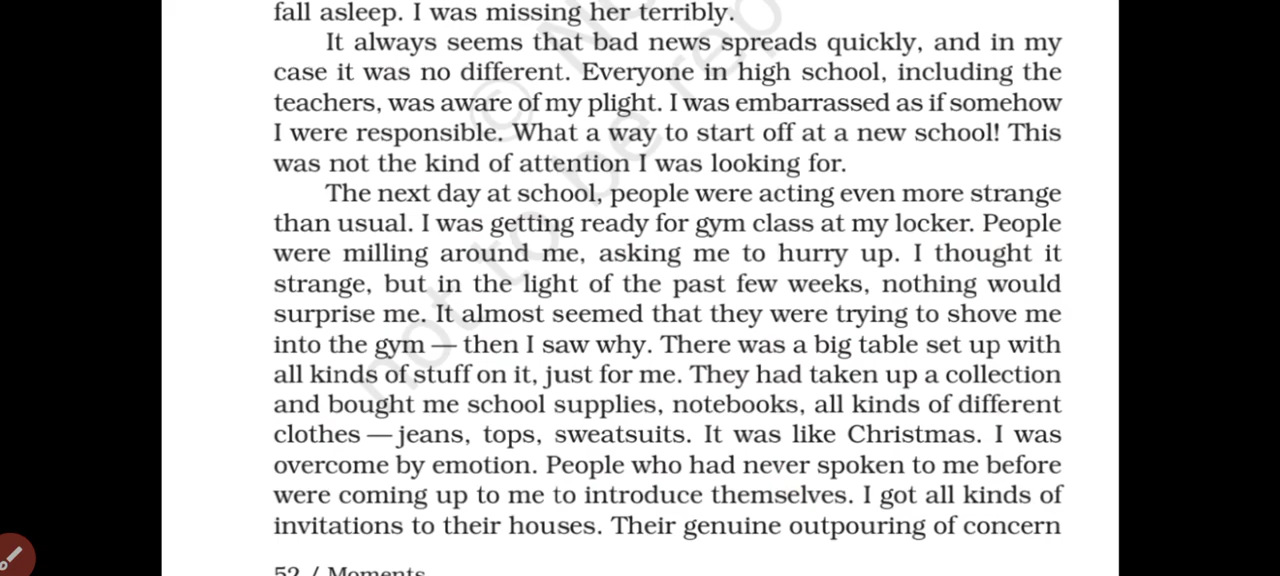 fall asleep. I was missing her terribly.
It always seems that bad news spreads quickly, and in my
case it was no different. Everyone in high school, including the
teachers, was aware of my plight. I was embarrassed as if somehow
I were responsible. What a way to start off at a new school! This
was not the kind of attention I was looking for.
The next day at school, people were acting even more strange
than usual. I was getting ready for gym class at my locker. People
were milling around me, asking me to hurry up. I thought it
strange, but in the light of the past few weeks, nothing would
surprise me. It almost seemed that they were trying to shove me
into the gym — then I saw why. There was a big table set up with
all kinds of stuff on it, just for me. They had taken up a collection
and bought me school supplies, notebooks, all kinds of different
clothes — jeans, tops, sweatsuits. It was like Christmas. I was
overcome by emotion. People who had never spoken to me before
were coming up to me to introduce themselves. I got all kinds of
invitations to their houses. Their genuine outpouring of concern
52 / Moments
© N
not to be rep